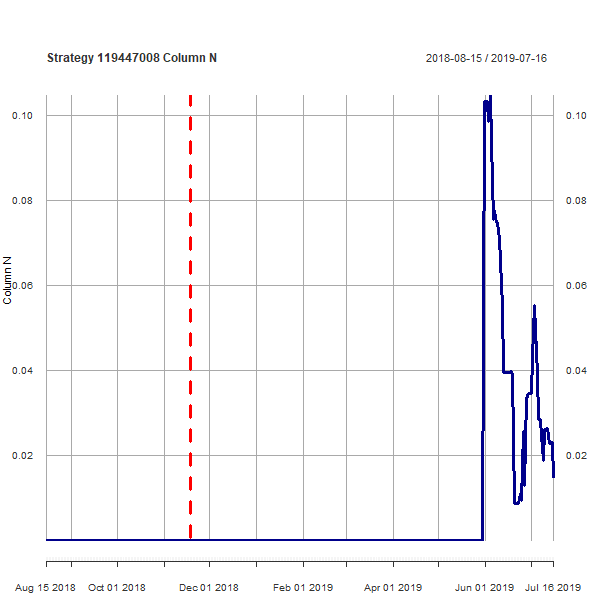 Strategy 119447008 Column N 2018-08-15 / 2019-07-16
0.10 0.10
0.08 0.08
0.06 0.06
Column N
0.04 0.04
0.02 0.02
Aug 15 2018 Oct 01 2018 Dec 01 2018 Feb 01 2019 Apr 01 2019 Jun 01 2019 Jul 16 2019